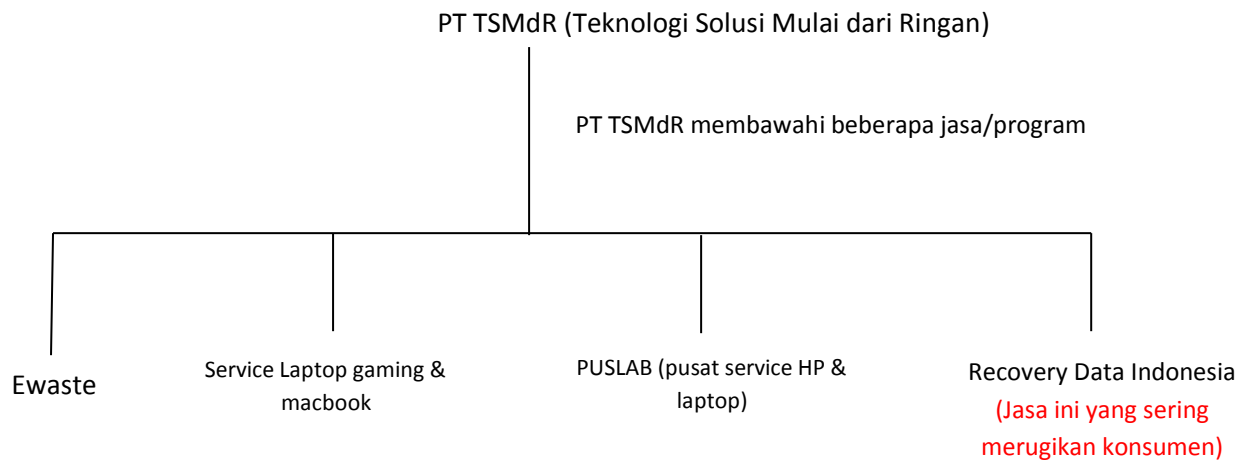 PT TSMdR (Teknologi Solusi Mulai dari Ringan)
PT TSMdR membawahi beberapa jasa/program
Ewaste
Service Laptop gaming &
macbook
PUSLAB (pusat service HP &
laptop)
Recovery Data Indonesia
(Jasa ini yang sering
merugikan konsumen)